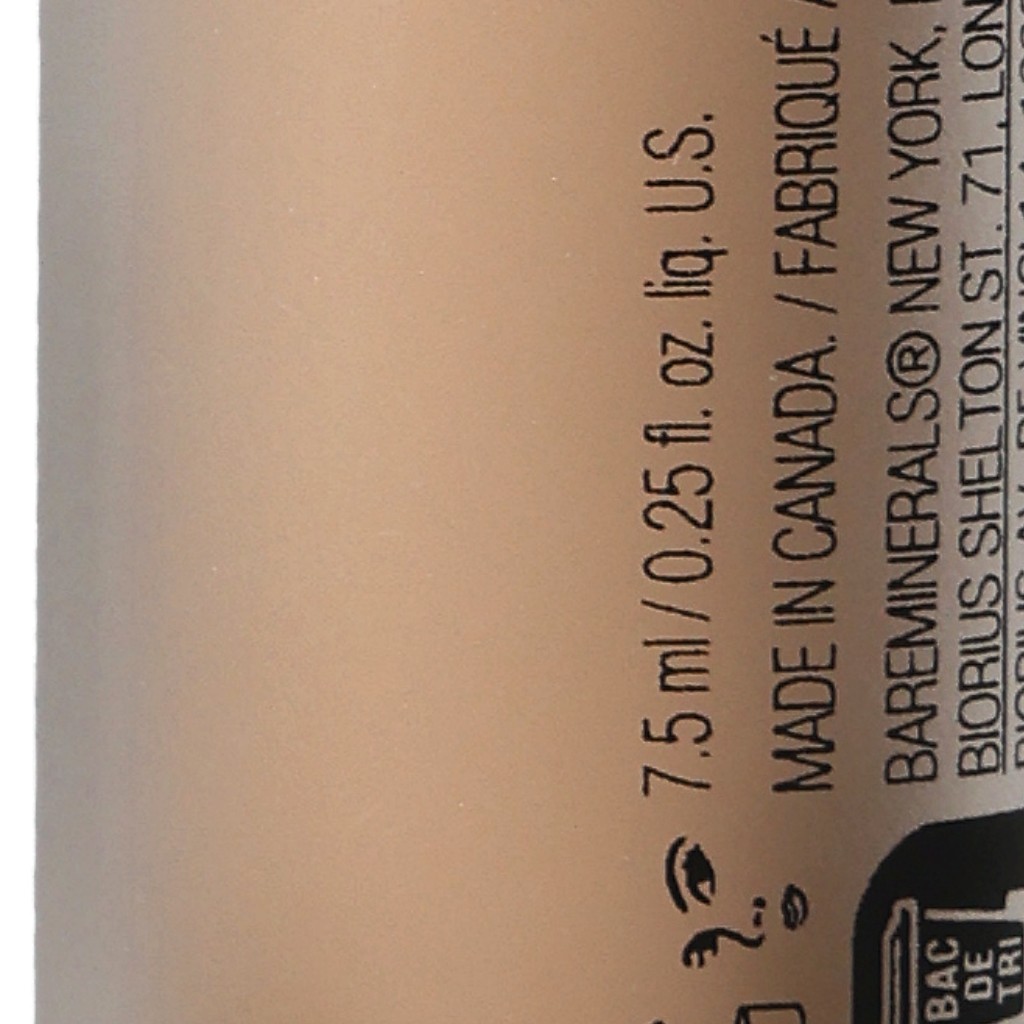 7.5 ml / 0.25 fl. oz. liq. U.S.
MADE IN CANADA. / FABRIQUÉ
BAREMINERALS® NEW YORK,
BIORIUS SHELTON ST. 71, LON
BAC
DE
TRI